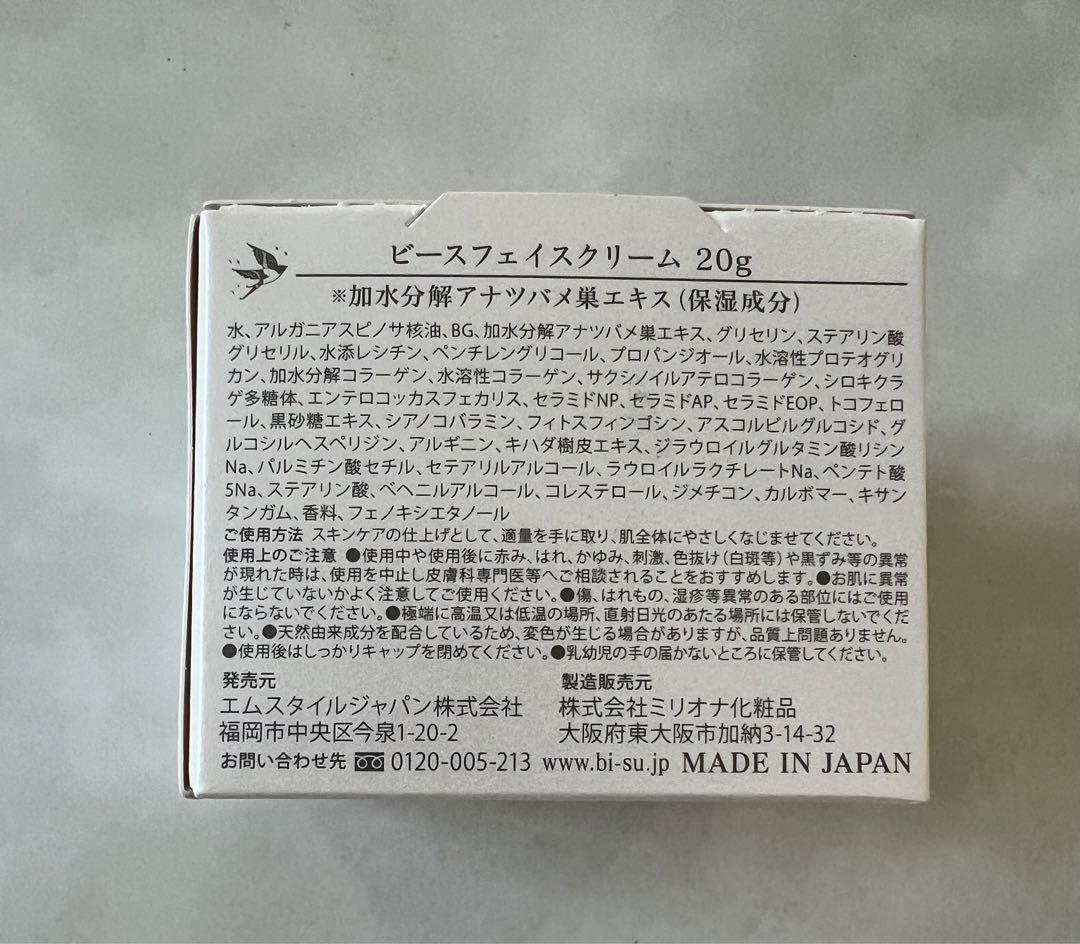 ビースフェイスクリーム 20g
※加水分解アナツバメ巣エキス(保湿成分)
水、アルガニアスピノサ核油、BG、加水分解アナツバメ巣エキス、グリセリン、ステアリン酸
グリセリル、水添レシチン、ペンチレングリコール、プロパンジオール、水溶性プロテオグリ
カン、加水分解コラーゲン、水溶性コラーゲン、サクシノイルアテロコラーゲン、シロキクラ
ゲ多糖体、エンテロコッカスフェカリス、セラミドNP、セラミドAP、セラミドEOP、トコフェロ
ール、黒砂糖エキス、シアノコバラミン、フィトスフィンゴシン、アスコルビルグルコシド、グ
ルコシルヘスペリジン、アルギニン、キハダ樹皮エキス、ジラウロイルグルタミン酸リシン
Na、パルミチン酸セチル、セテアリルアルコール、ラウロイルラクチレートNa、ペンテト酸
5Na、ステアリン酸、ベヘニルアルコール、コレステロール、ジメチコン、カルボマー、キサン
タンガム、香料、フェノキシエタノール
ご使用方法 スキンケアの仕上げとして、適量を手に取り、肌全体にやさしくなじませてください。
使用上のご注意 ●使用中や使用後に赤み、はれ、かゆみ、刺激、色抜け(白斑等)や黒ずみ等の異常
が現れた時は、使用を中止し皮膚科専門医等へご相談されることをおすすめします。●お肌に異常
が生じていないかよく注意してご使用ください。●傷、はれもの、湿疹等異常のある部位にはご使用
にならないでください。●極端に高温又は低温の場所、直射日光のあたる場所には保管しないでくだ
さい。●天然由来成分を配合しているため、変色が生じる場合がありますが、品質上問題ありません。
●使用後はしっかりキャップを閉めてください。●乳幼児の手の届かないところに保管してください。
発売元 製造販売元
エムスタイルジャパン株式会社 株式会社ミリオナ化粧品
福岡市中央区今泉1-20-2 大阪府東大阪市加納3-14-32
お問い合わせ先 0120-005-213 www.bi-su.jp MADE IN JAPAN